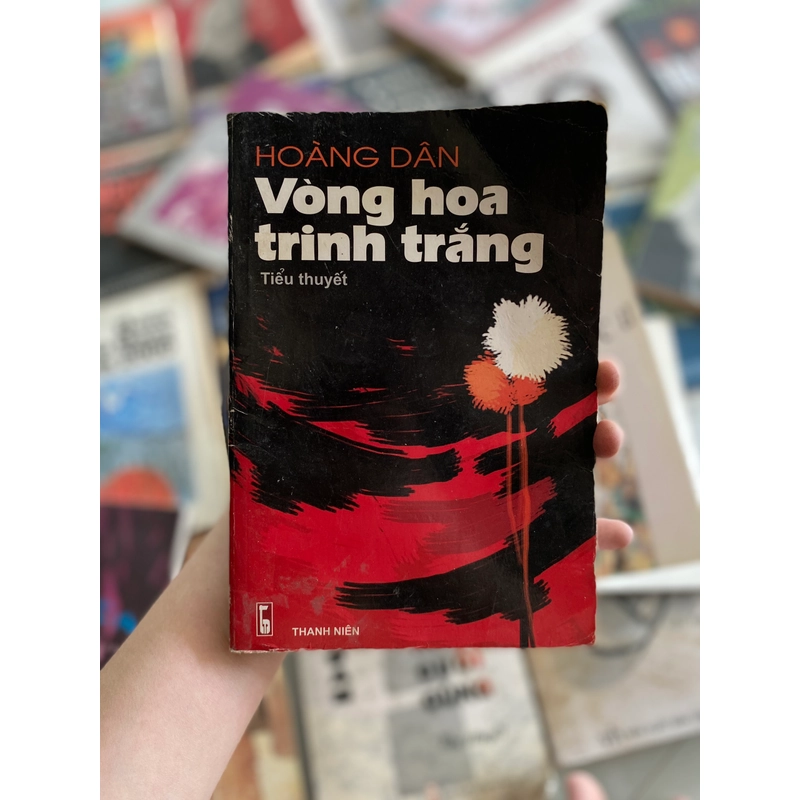 HOÀNG DÂN
Vòng hoa
trinh trắng
Tiểu thuyết
THANH NIÊN